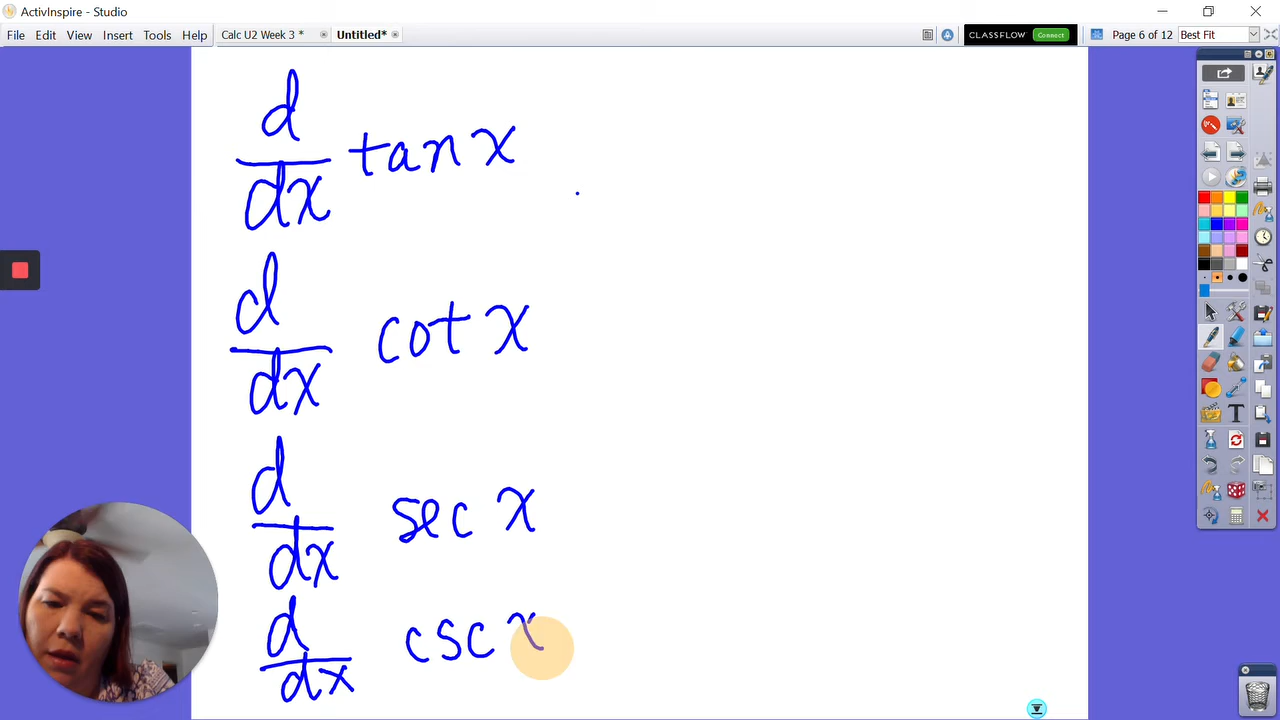 ActivInspire - Studio
File Edit View Insert Tools Help Calc U2 Week 3 * Untitled* CLASSFLOW Connect Page 6 of 12 Best Fit
d/dx tan x
d/dx cot x
d/dx sec x
d/dx csc x